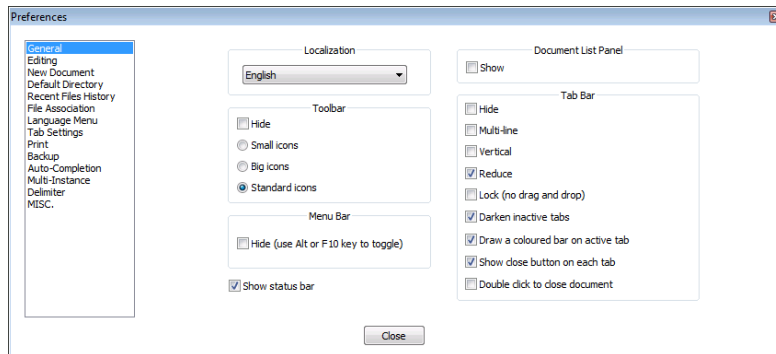 Preferences
General
Editing
New Document
Default Directory
Recent Files History
File Association
Language Menu
Tab Settings
Print
Backup
Auto-Completion
Multi-Instance
Delimiter
MISC.
Localization
English
Toolbar
Hide
Small icons
Big icons
Standard icons
Menu Bar
Hide (use Alt or F10 key to toggle)
Show status bar
Document List Panel
Show
Tab Bar
Hide
Multi-line
Vertical
Reduce
Lock (no drag and drop)
Darken inactive tabs
Draw a coloured bar on active tab
Show close button on each tab
Double click to close document
Close